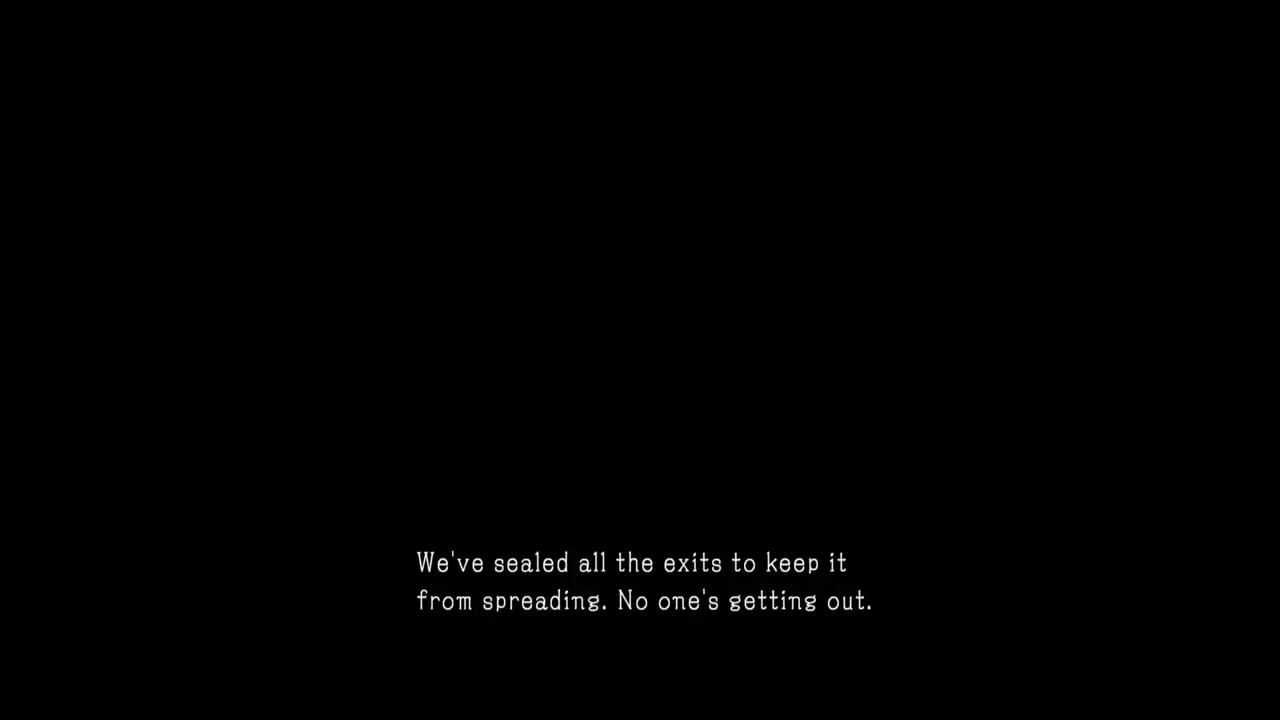 We've sealed all the exits to keep it
from spreading. No one's getting out.